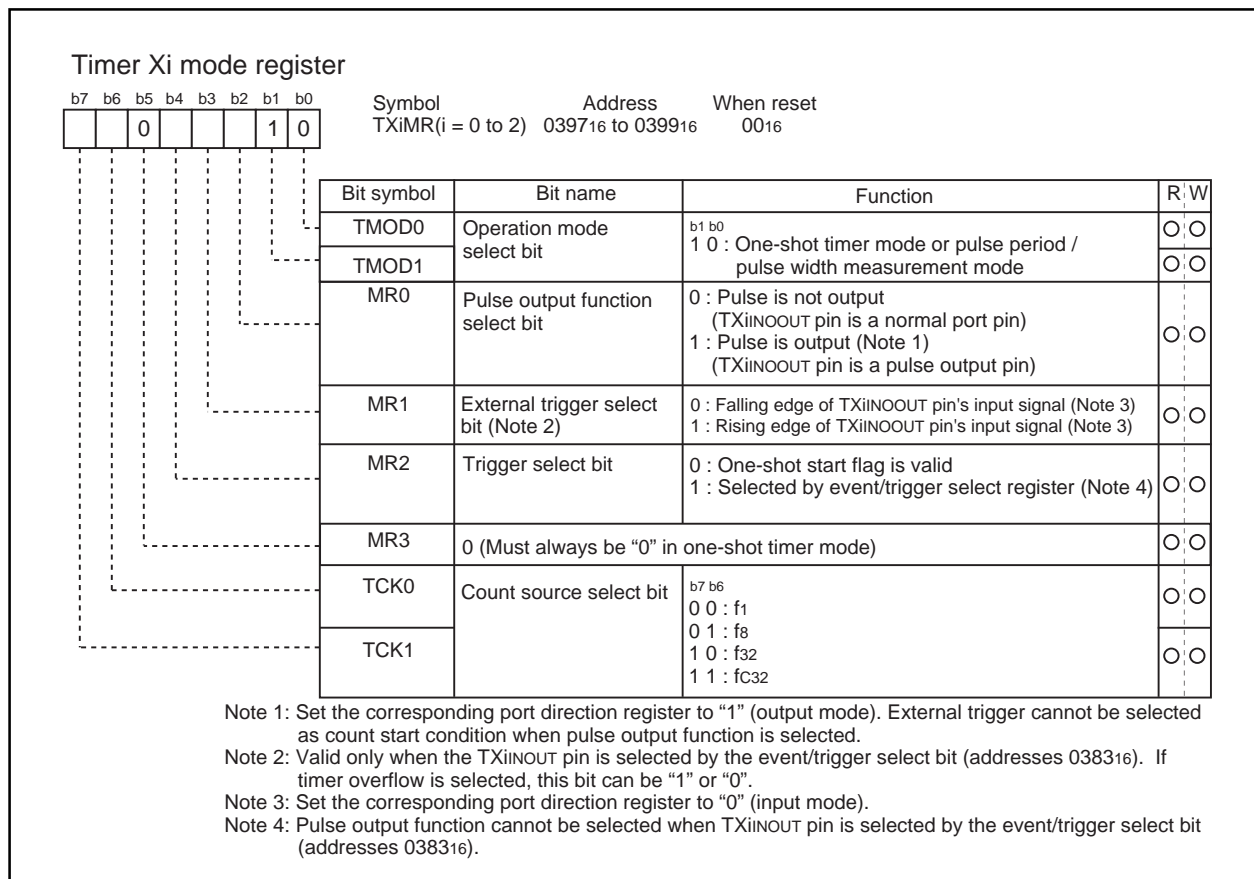 Timer Xi mode register
b7 b6 b5 b4 b3 b2 b1 b0
0 1 0
Symbol Address When reset
TXiMR(i = 0 to 2) 039716 to 039916 0016
Bit symbol Bit name Function R W
TMOD0 Operation mode select bit b1 b0
1 0 : One-shot timer mode or pulse period /
TMOD1 pulse width measurement mode
MR0 Pulse output function select bit 0 : Pulse is not output
(TXiINOOUT pin is a normal port pin)
1 : Pulse is output (Note 1)
(TXiINOOUT pin is a pulse output pin)
MR1 External trigger select bit (Note 2) 0 : Falling edge of TXiINOOUT pin's input signal (Note 3)
1 : Rising edge of TXiINOOUT pin's input signal (Note 3)
MR2 Trigger select bit 0 : One-shot start flag is valid
1 : Selected by event/trigger select register (Note 4)
MR3 0 (Must always be “0” in one-shot timer mode)
TCK0 Count source select bit b7 b6
0 0 : f1
0 1 : f8
TCK1 1 0 : f32
1 1 : fC32
Note 1: Set the corresponding port direction register to “1” (output mode). External trigger cannot be selected
as count start condition when pulse output function is selected.
Note 2: Valid only when the TXiINOUT pin is selected by the event/trigger select bit (addresses 038316). If
timer overflow is selected, this bit can be “1” or “0”.
Note 3: Set the corresponding port direction register to “0” (input mode).
Note 4: Pulse output function cannot be selected when TXiINOUT pin is selected by the event/trigger select bit
(addresses 038316).